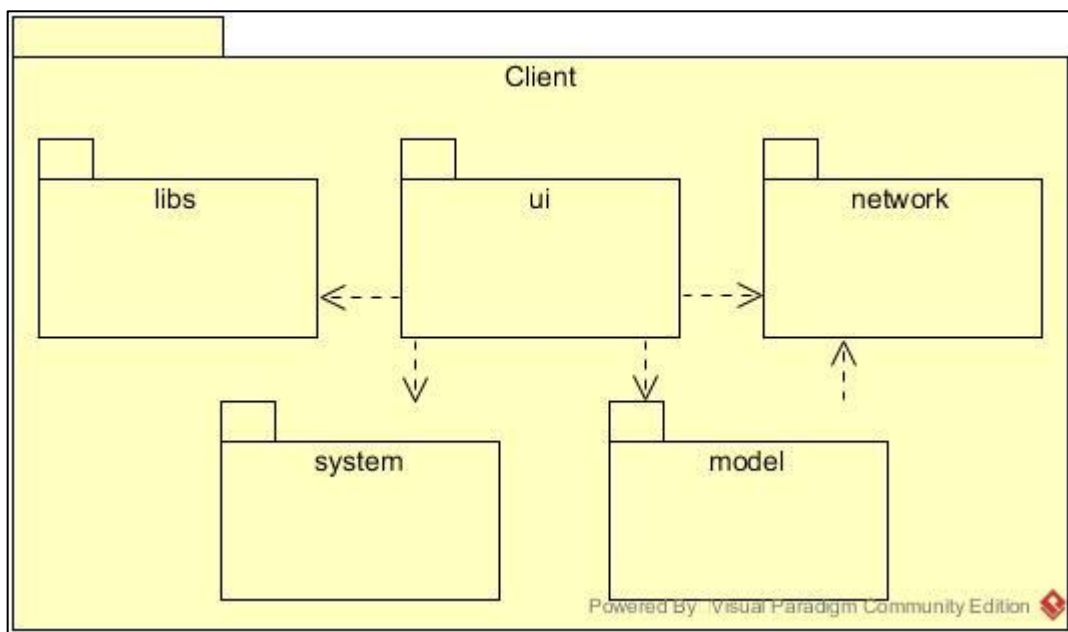 Client
libs
ui
network
system
model
Powered By Visual Paradigm Community Edition